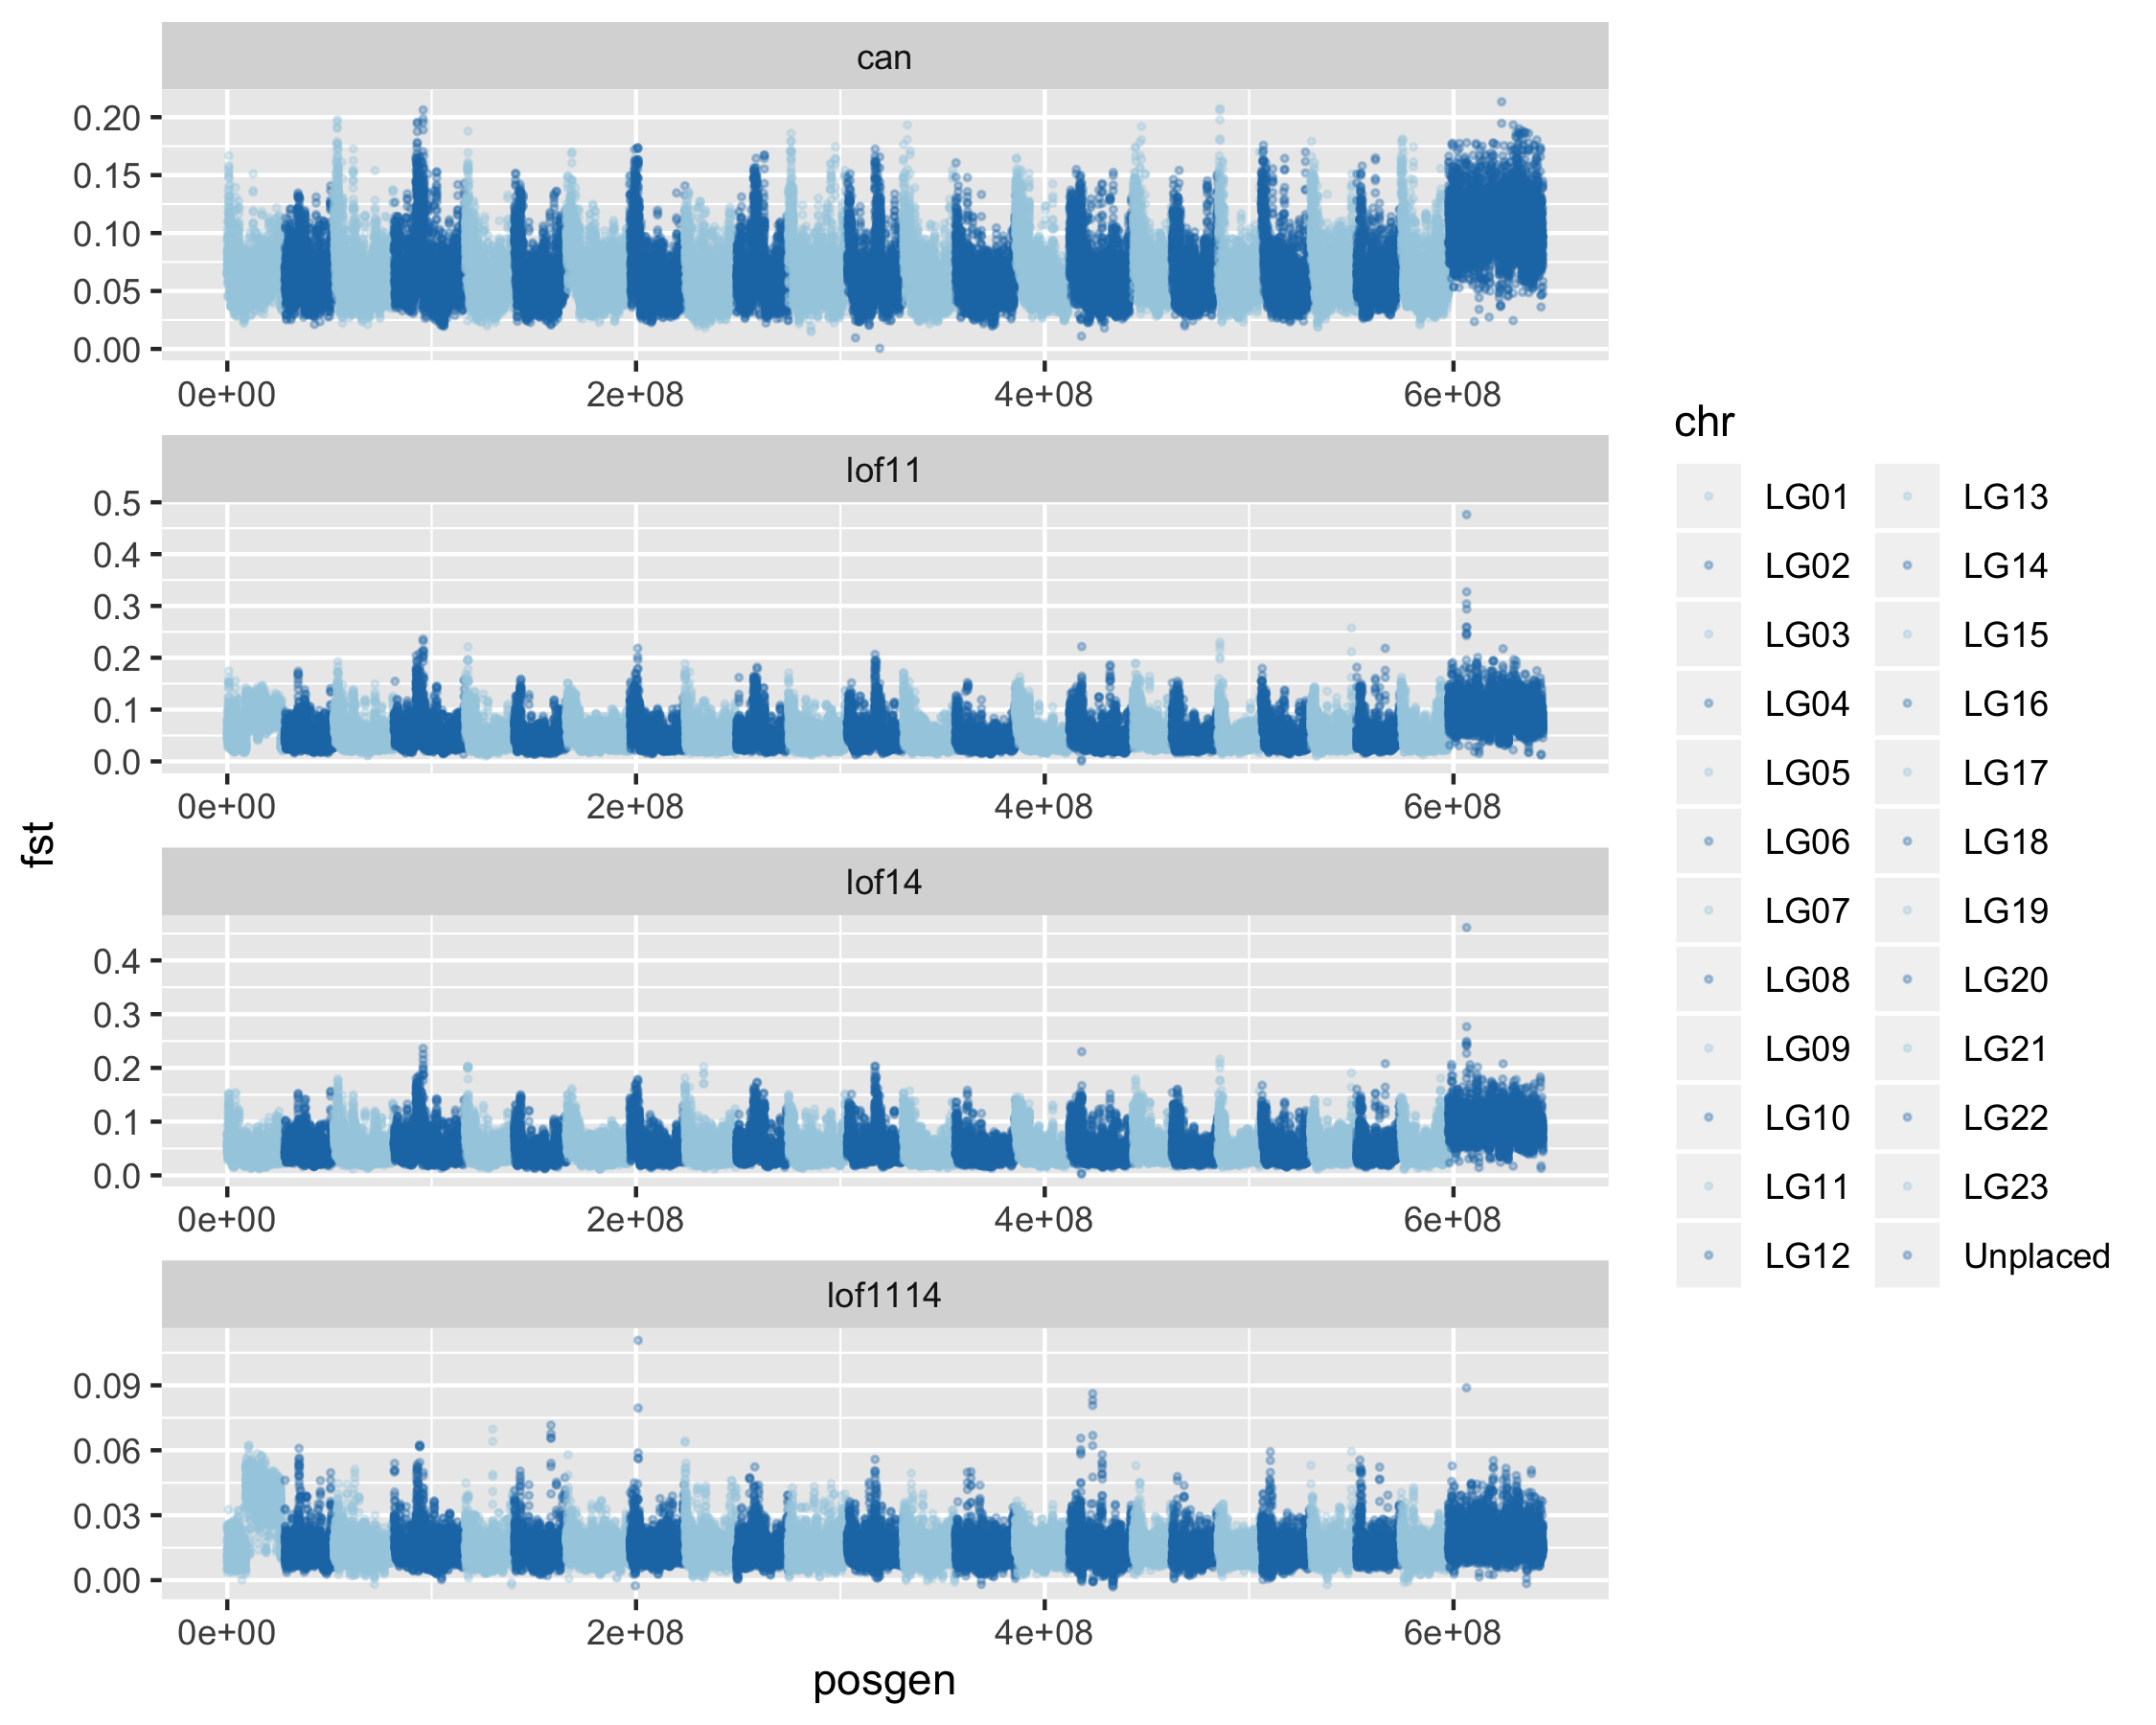 can
0.20
0.15
0.10
0.05
0.00
0e+00 2e+08 4e+08 6e+08
lof11
0.5
0.4
0.3
0.2
0.1
0.0
0e+00 2e+08 4e+08 6e+08
lof14
0.4
0.3
0.2
0.1
0.0
0e+00 2e+08 4e+08 6e+08
lof1114
0.09
0.06
0.03
0.00
0e+00 2e+08 4e+08 6e+08
posgen
fst
chr
LG01 LG13
LG02 LG14
LG03 LG15
LG04 LG16
LG05 LG17
LG06 LG18
LG07 LG19
LG08 LG20
LG09 LG21
LG10 LG22
LG11 LG23
LG12 Unplaced